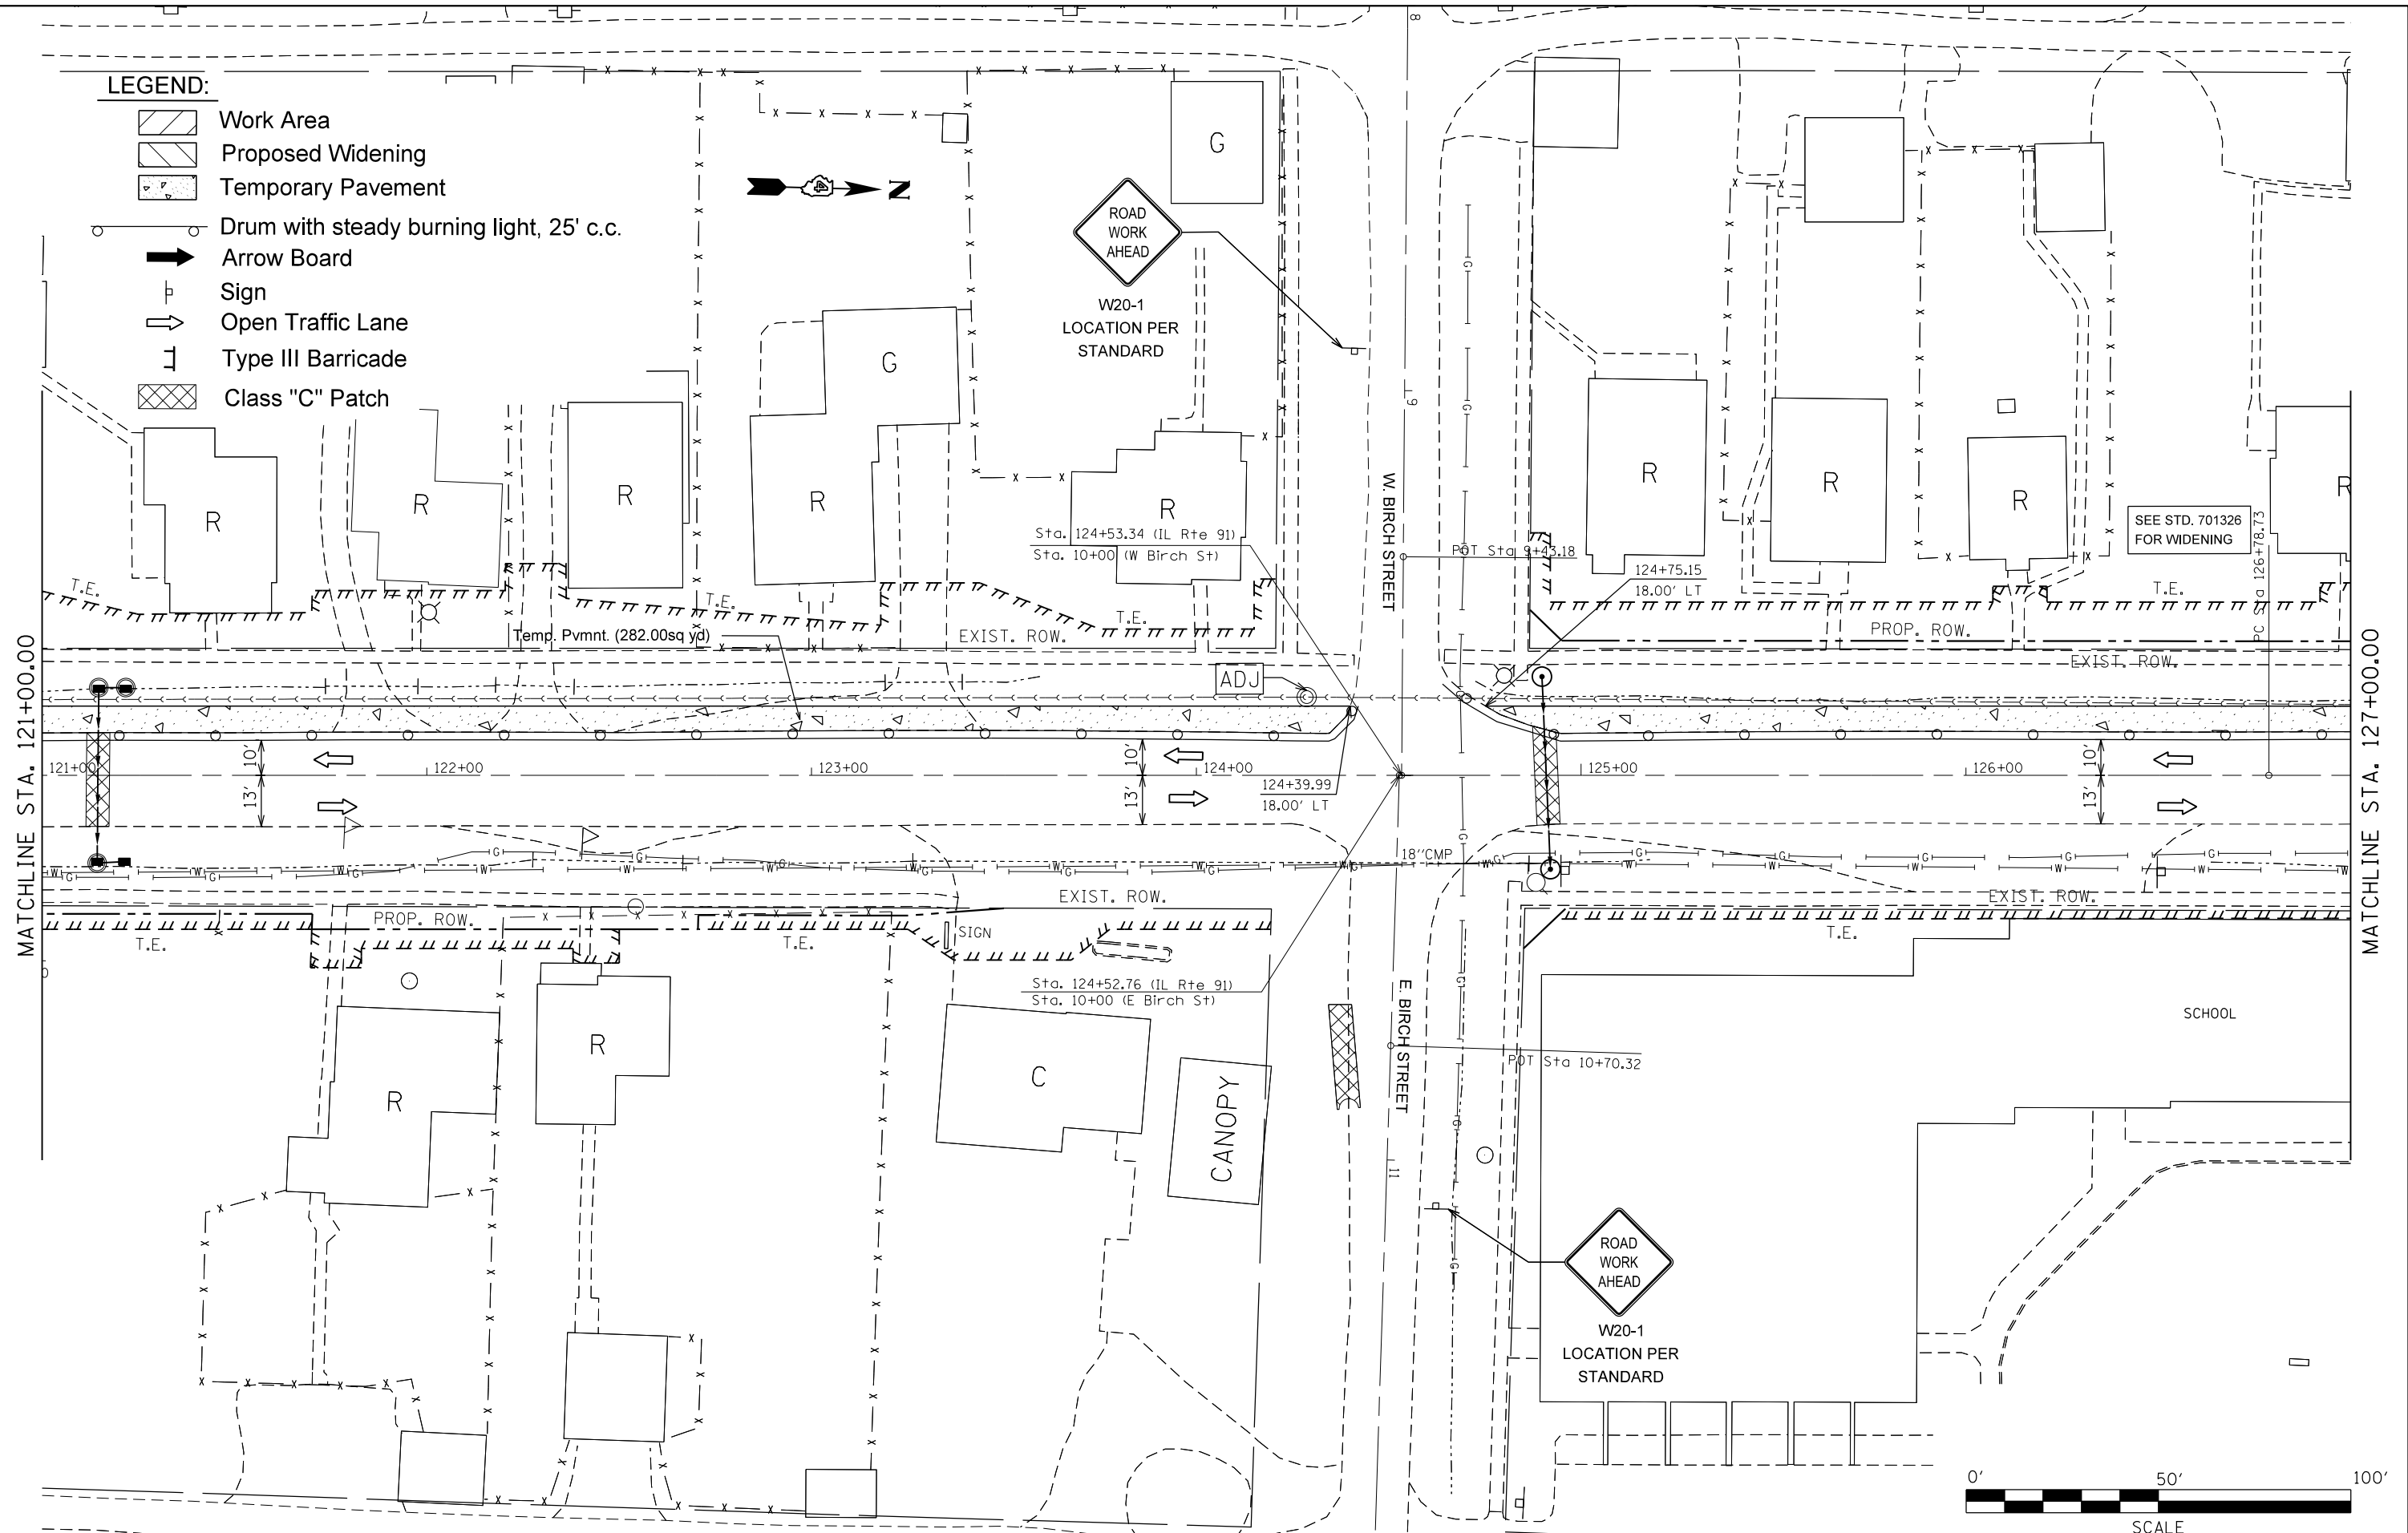 LEGEND:
Work Area
Proposed Widening
Temporary Pavement
Drum with steady burning light, 25' c.c.
Arrow Board
Sign
Open Traffic Lane
Type III Barricade
Class "C" Patch
N
ROAD
WORK
AHEAD
W20-1
LOCATION PER
STANDARD
G
G
R
R
R
R
R
R
R
R
R
8
9
W. BIRCH STREET
Sta. 124+53.34 (IL Rte 91)
Sta. 10+00 (W Birch St)
POT Sta 9+43.18
124+75.15
18.00' LT
SEE STD. 701326
FOR WIDENING
PC Sta 126+78.73
T.E.
T.E.
T.E.
T.E.
Temp. Pvmnt. (282.00sq yd)
EXIST. ROW.
PROP. ROW.
EXIST. ROW.
ADJ
MATCHLINE STA. 121+00.00
MATCHLINE STA. 127+00.00
121+00
122+00
123+00
124+00
125+00
126+00
10'
13'
10'
13'
10'
13'
124+39.99
18.00' LT
18"CMP
EXIST. ROW.
EXIST. ROW.
PROP. ROW.
T.E.
T.E.
T.E.
SIGN
Sta. 124+52.76 (IL Rte 91)
Sta. 10+00 (E Birch St)
E. BIRCH STREET
POT Sta 10+70.32
11
R
R
C
CANOPY
SCHOOL
ROAD
WORK
AHEAD
W20-1
LOCATION PER
STANDARD
0' 50' 100'
SCALE